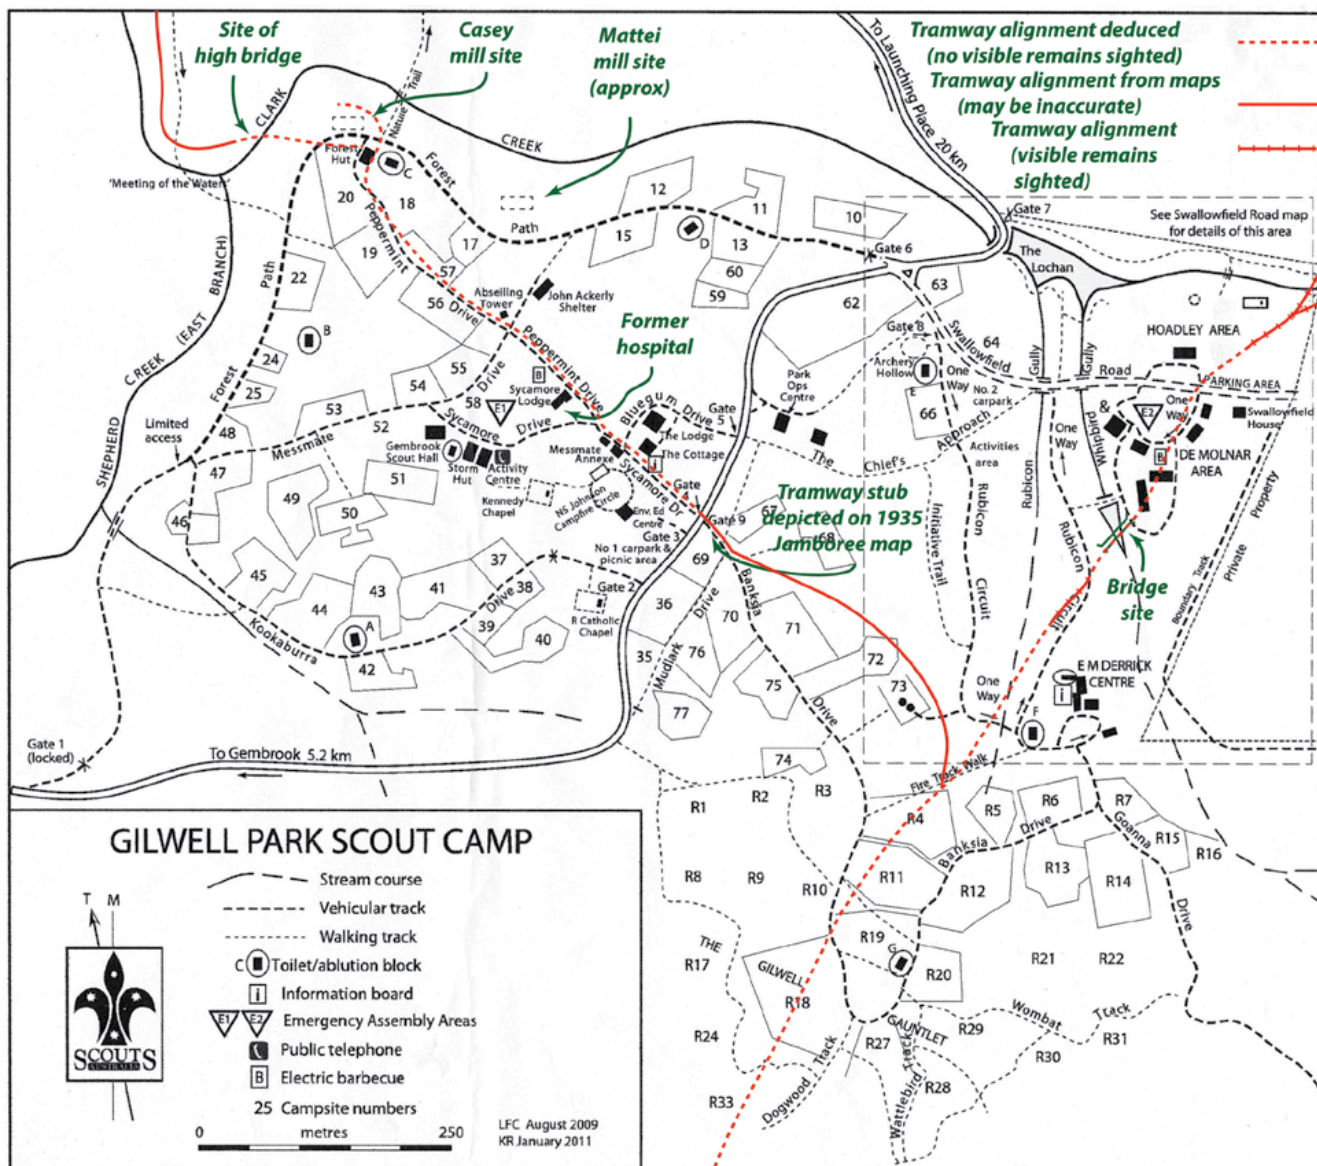 Site of
high bridge
Casey
mill site
Mattei
mill site
(approx)
To Launching Place 20 km
Tramway alignment deduced
(no visible remains sighted)
Tramway alignment from maps
(may be inaccurate)
Tramway alignment
(visible remains
sighted)
CLARK
CREEK
Nature Trail
Forest
Hut
C
Forest
Path
'Meeting of the Waters'
20
18
17
19
Peppermint
Drive
57
56
12
11
10
15
13
D
60
59
Gate 7
See Swallowfield Road map
for details of this area
The
Lochan
Gate 6
63
62
64
22
B
24
25
Forest
Path
CREEK (EAST BRANCH)
SHEPHERD
Abseiling
Tower
John Ackerly
Shelter
Peppermint Drive
Former
hospital
Gate 8
Archery
Hollow
E
Swallowfield
Road
HOADLEY AREA
PARKING AREA
Gully
Gully
54
55
58
Drive
B
Sycamore
Lodge
E1
Park
Ops
Centre
One
Way
66
No. 2
carpark
Approach
Activities
area
&
E2
One
Way
Swallowfield
House
B
DE MOLNAR
AREA
Whipbird
One
Way
Limited
access
48
53
52
Messmate
Sycamore
Drive
Bluegum
Drive
Gate
5
The Lodge
The Cottage
i
The
Chief's
Gembrook
Scout Hall
Storm
Hut
Activity
Centre
Messmate
Annexe
Sycamore Dr
47
49
51
50
46
Kennedy
Chapel
NS Johnson
Campfire Circle
Env. Ed
Centre
Gate 3
Gate
4
Gate 9
Tramway stub
depicted on 1935
Jamboree map
67
68
Rubicon
Circuit
Initiative Trail
Rubicon
Rubicon
Circuit
Bridge
site
Boundary Track
Private
Property
No 1 carpark &
picnic area
Gate 2
69
45
44
43
41
37
38
39
40
Drive
Kookaburra
A
42
R Catholic
Chapel
36
35
Mudlark
Drive
70
76
77
71
75
Banksia
Drive
72
73
74
One
Way
E M DERRICK
CENTRE
i
F
Gate 1
(locked)
To Gembrook 5.2 km
Fire Track Walk
R1
R2
R3
R4
R5
R6
R7
Banksia
Drive
Goanna
Drive
R15
R16
R8
R9
R10
R11
R12
R13
R14
THE
R17
GILWELL
R18
R19
G
R20
R21
R22
R24
R27
GAUNTLET
R29
Wombat
Track
R31
R30
R28
R33
Dogwood
Track
Wattlebird
Track
GILWELL PARK SCOUT CAMP
Stream course
Vehicular track
Walking track
C Toilet/ablution block
i Information board
E1 E2 Emergency Assembly Areas
Public telephone
B Electric barbecue
25 Campsite numbers
T M
SCOUTS
AUSTRALIA
0 metres 250
LFC August 2009
KR January 2011